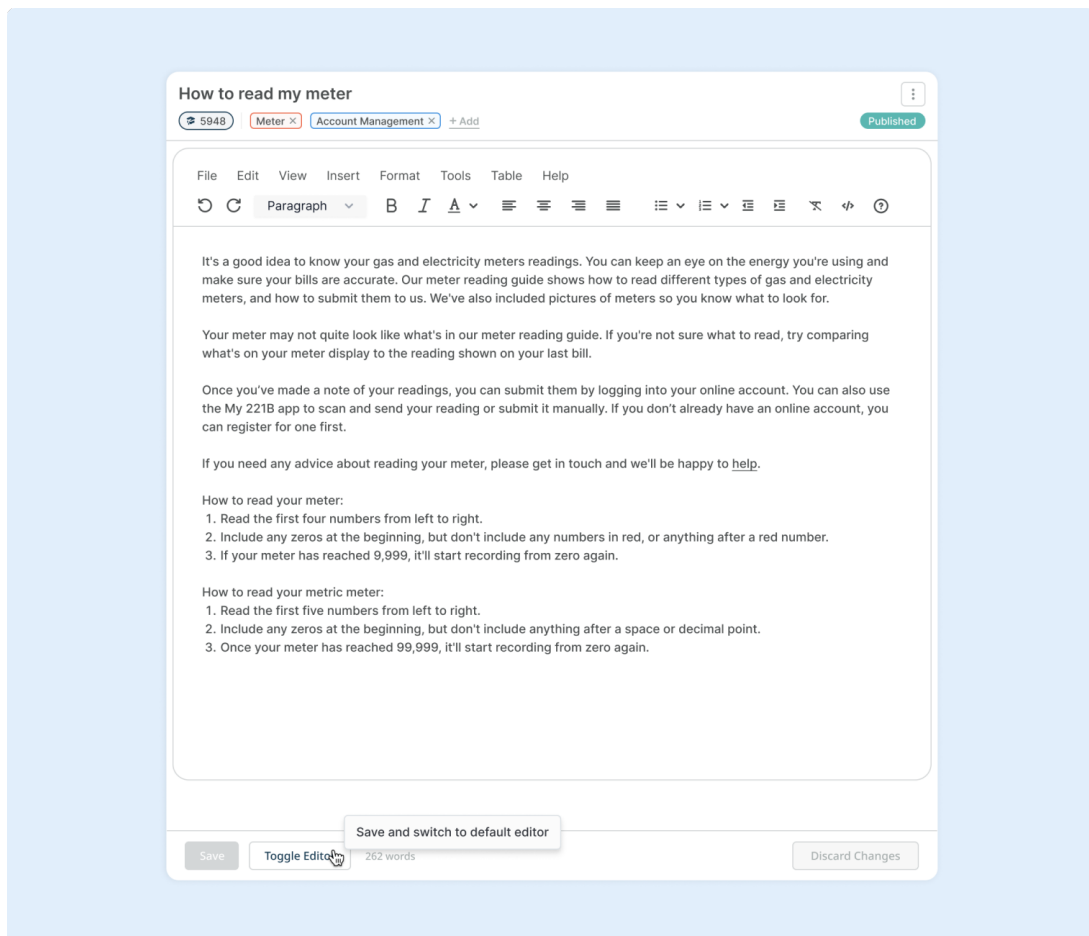 How to read my meter
5948 Meter × Account Management × + Add
Published
File Edit View Insert Format Tools Table Help
Paragraph B I A
It's a good idea to know your gas and electricity meters readings. You can keep an eye on the energy you're using and
make sure your bills are accurate. Our meter reading guide shows how to read different types of gas and electricity
meters, and how to submit them to us. We've also included pictures of meters so you know what to look for.
Your meter may not quite look like what's in our meter reading guide. If you're not sure what to read, try comparing
what's on your meter display to the reading shown on your last bill.
Once you’ve made a note of your readings, you can submit them by logging into your online account. You can also use
the My 221B app to scan and send your reading or submit it manually. If you don’t already have an online account, you
can register for one first.
If you need any advice about reading your meter, please get in touch and we'll be happy to help.
How to read your meter:
1. Read the first four numbers from left to right.
2. Include any zeros at the beginning, but don't include any numbers in red, or anything after a red number.
3. If your meter has reached 9,999, it'll start recording from zero again.
How to read your metric meter:
1. Read the first five numbers from left to right.
2. Include any zeros at the beginning, but don't include anything after a space or decimal point.
3. Once your meter has reached 99,999, it'll start recording from zero again.
Save and switch to default editor
Save Toggle Edito 262 words Discard Changes